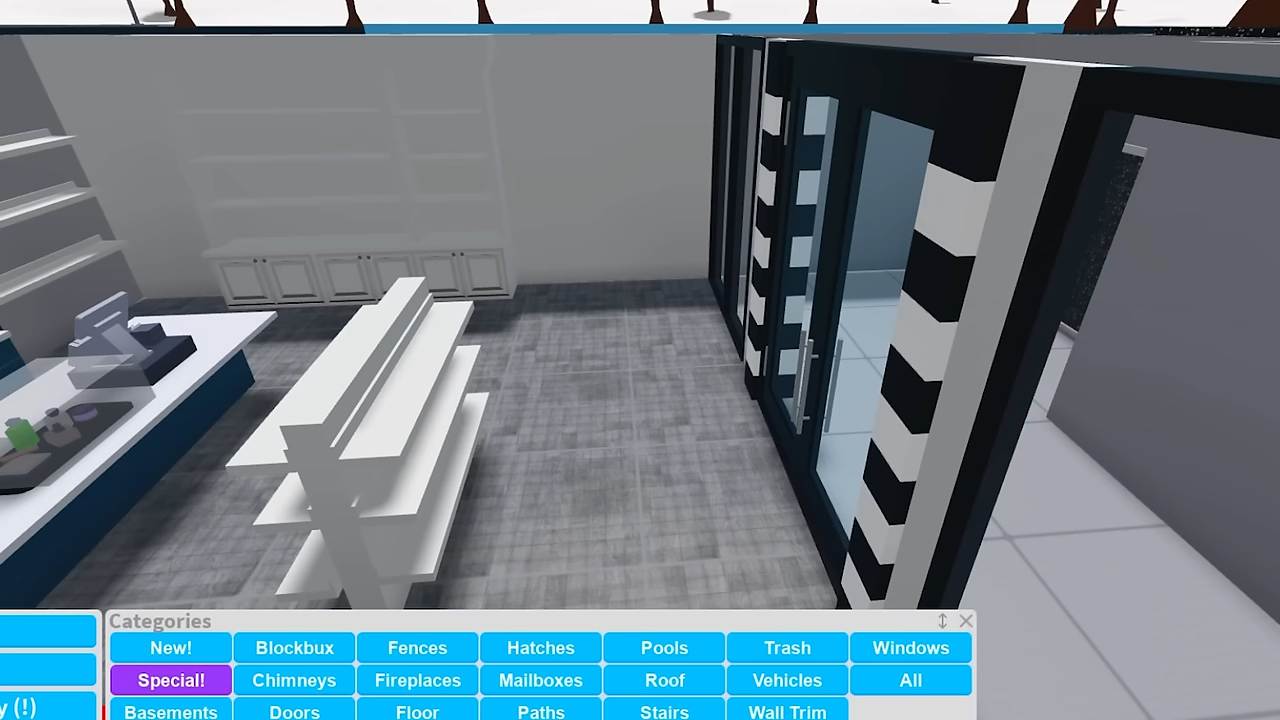 Categories
New! Blockbux Fences Hatches Pools Trash Windows
Special! Chimneys Fireplaces Mailboxes Roof Vehicles All
y (!) Basements Doors Floor Paths Stairs Wall Trim